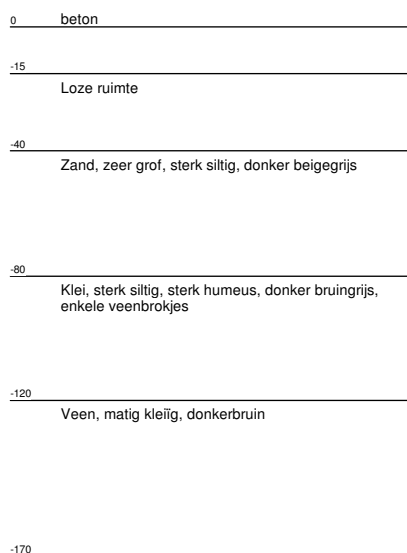 0 beton
-15
Loze ruimte
-40
Zand, zeer grof, sterk siltig, donker beigegrijs
-80
Klei, sterk siltig, sterk humeus, donker bruingrijs,
enkele veenbrokjes
-120
Veen, matig kleiïg, donkerbruin
-170